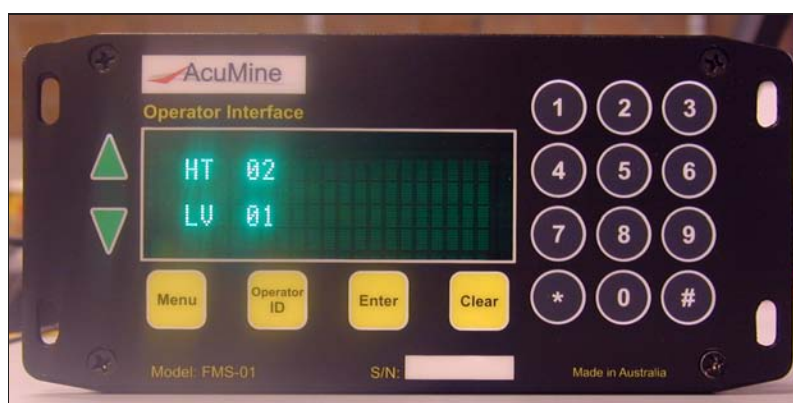 AcuMine
Operator Interface
HT 02
LV 01
Menu
Operator
ID
Enter
Clear
1 2 3
4 5 6
7 8 9
* 0 #
Model: FMS-01
S/N:
Made in Australia